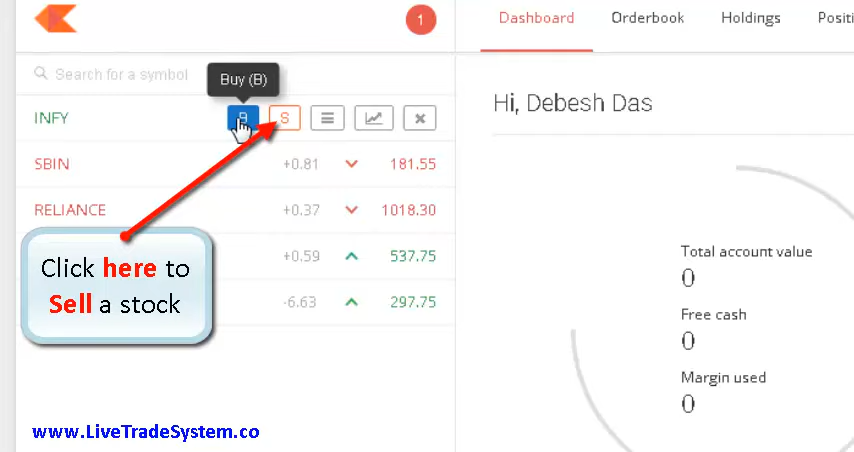 1
Dashboard Orderbook Holdings
Search for a symbol
Buy (B)
Hi, Debesh Das
INFY B S
SBIN +0.81 181.55
RELIANCE +0.37 1018.30
+0.59 537.75
-6.63 297.75
Click here to
Sell a stock
Total account value
0
Free cash
0
Margin used
0
www.LiveTradeSystem.co